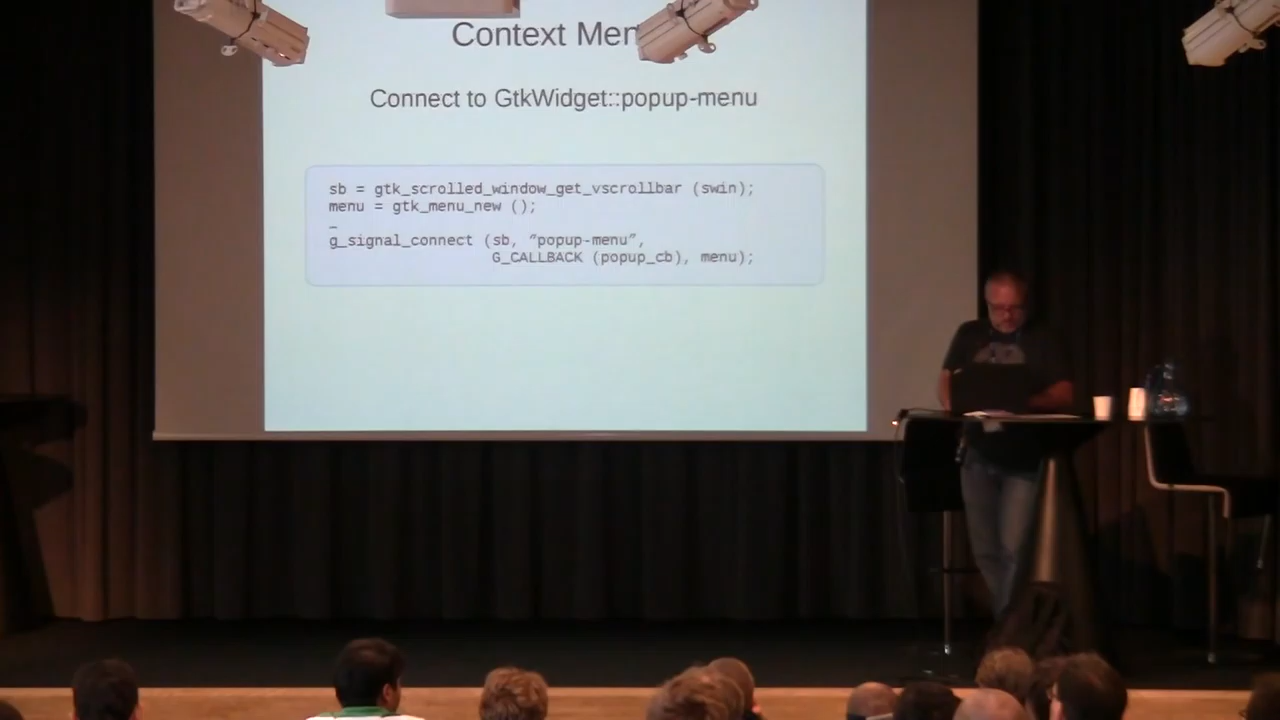 Context Men
Connect to GtkWidget::popup-menu
sb = gtk_scrolled_window_get_vscrollbar (swin);
menu = gtk_menu_new ();
…
g_signal_connect (sb, “popup-menu”,
G_CALLBACK (popup_cb), menu);